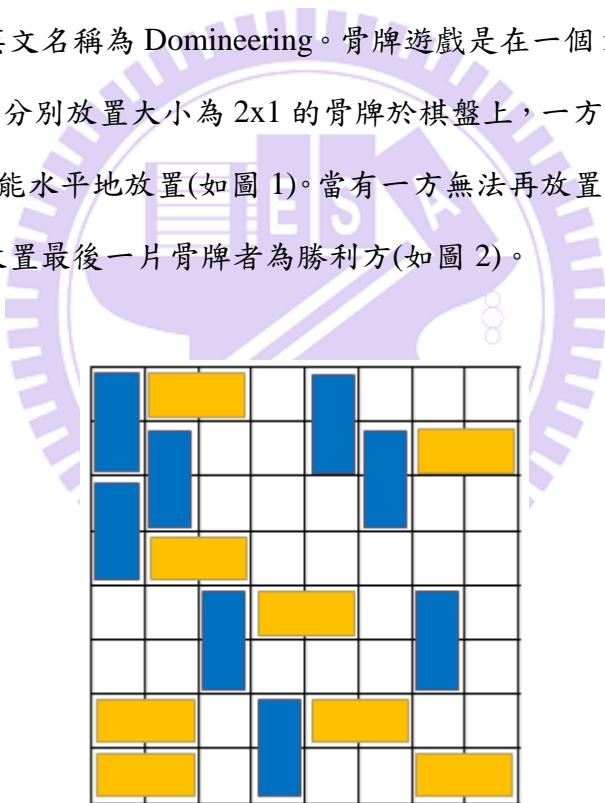 文名稱為 Domineering。骨牌遊戲是在一個
分別放置大小為 2x1 的骨牌於棋盤上，一方
能水平地放置(如圖 1)。當有一方無法再放置
放置最後一片骨牌者為勝利方(如圖 2)。
E S A